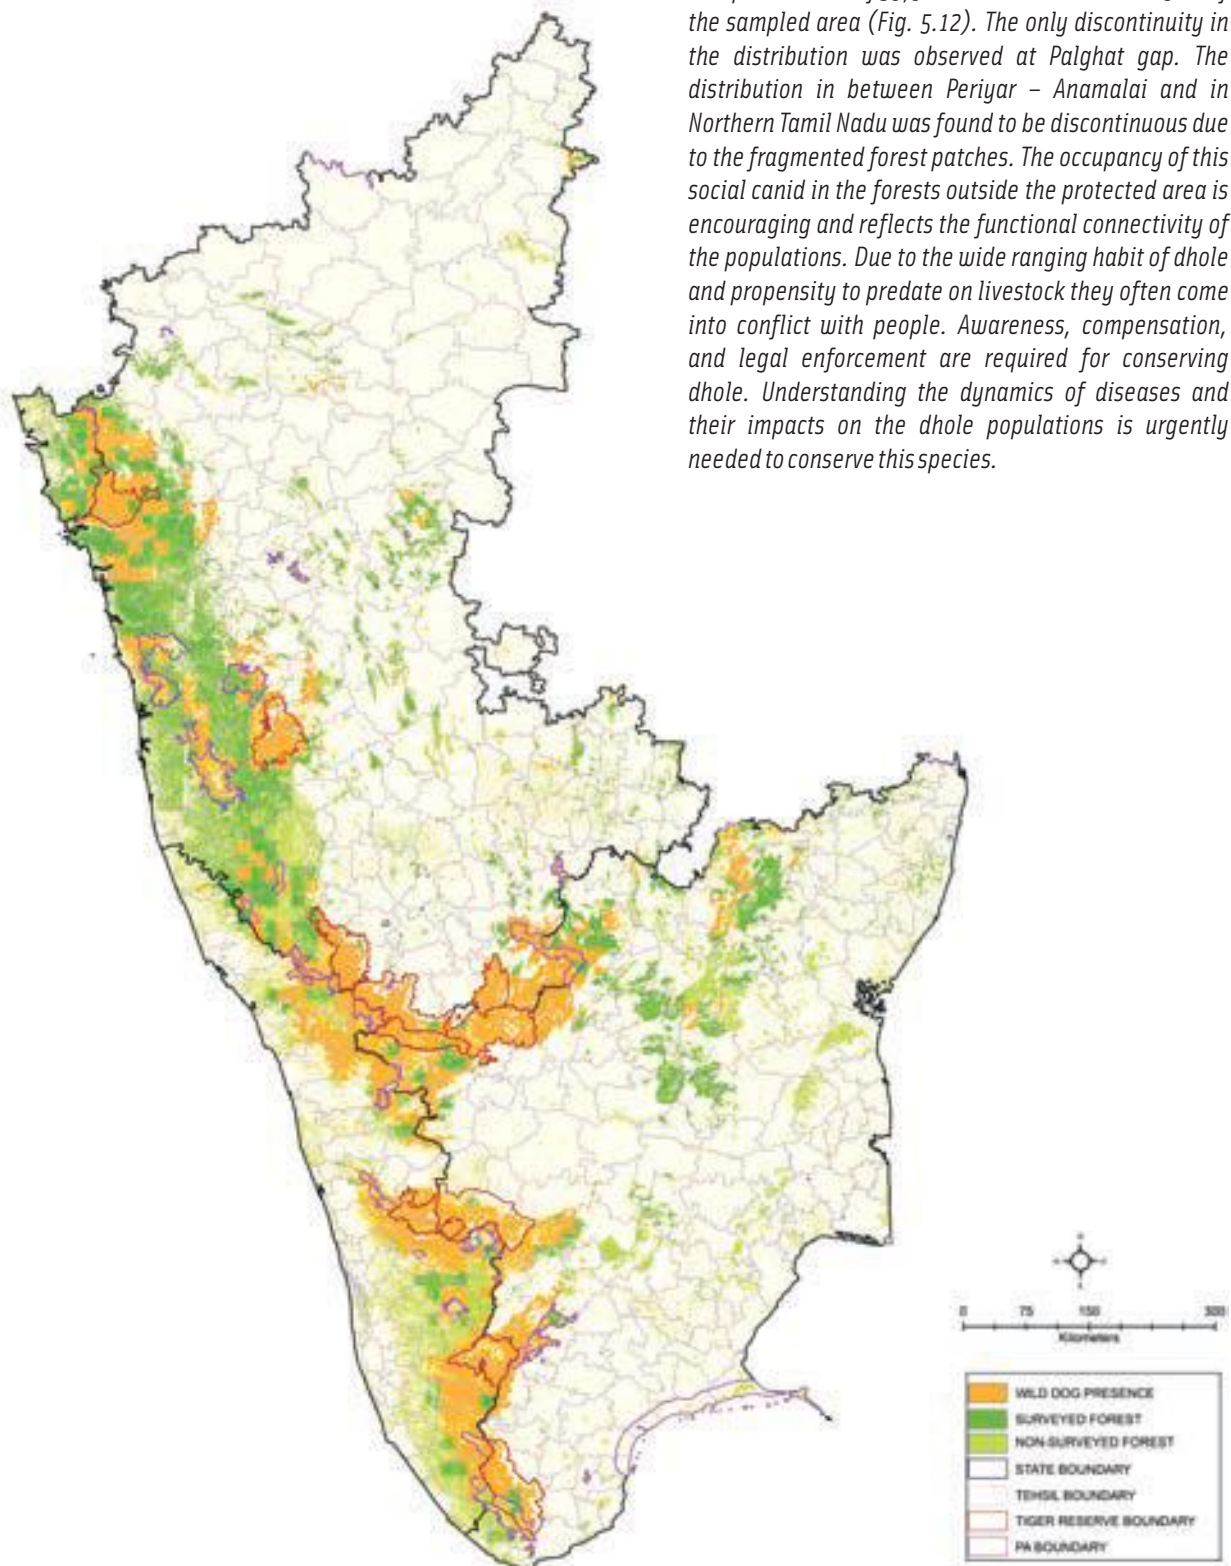 the sampled area (Fig. 5.12). The only discontinuity in
the distribution was observed at Palghat gap. The
distribution in between Periyar – Anamalai and in
Northern Tamil Nadu was found to be discontinuous due
to the fragmented forest patches. The occupancy of this
social canid in the forests outside the protected area is
encouraging and reflects the functional connectivity of
the populations. Due to the wide ranging habit of dhole
and propensity to predate on livestock they often come
into conflict with people. Awareness, compensation,
and legal enforcement are required for conserving
dhole. Understanding the dynamics of diseases and
their impacts on the dhole populations is urgently
needed to conserve this species.
0 75 150 300
Kilometers
WILD DOG PRESENCE
SURVEYED FOREST
NON-SURVEYED FOREST
STATE BOUNDARY
TEHSIL BOUNDARY
TIGER RESERVE BOUNDARY
PA BOUNDARY